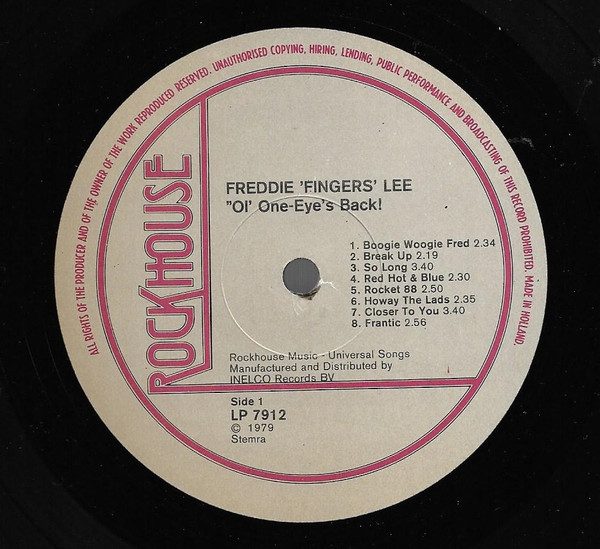 ALL RIGHTS OF THE PRODUCER AND OF THE OWNER OF THE WORK REPRODUCED RESERVED. UNAUTHORISED COPYING, HIRING, LENDING, PUBLIC PERFORMANCE AND BROADCASTING OF THIS RECORD PROHIBITED. MADE IN HOLLAND.
ROCKHOUSE
FREDDIE 'FINGERS' LEE
"Ol' One-Eye's Back!
1. Boogie Woogie Fred 2.34
2. Break Up 2.19
3. So Long 3.40
4. Red Hot & Blue 2.30
5. Rocket 88 2.50
6. Howay The Lads 2.35
7. Closer To You 3.40
8. Frantic 2.56
Rockhouse Music - Universal Songs
Manufactured and Distributed by
INELCO Records BV
Side 1
LP 7912
© 1979
Stemra